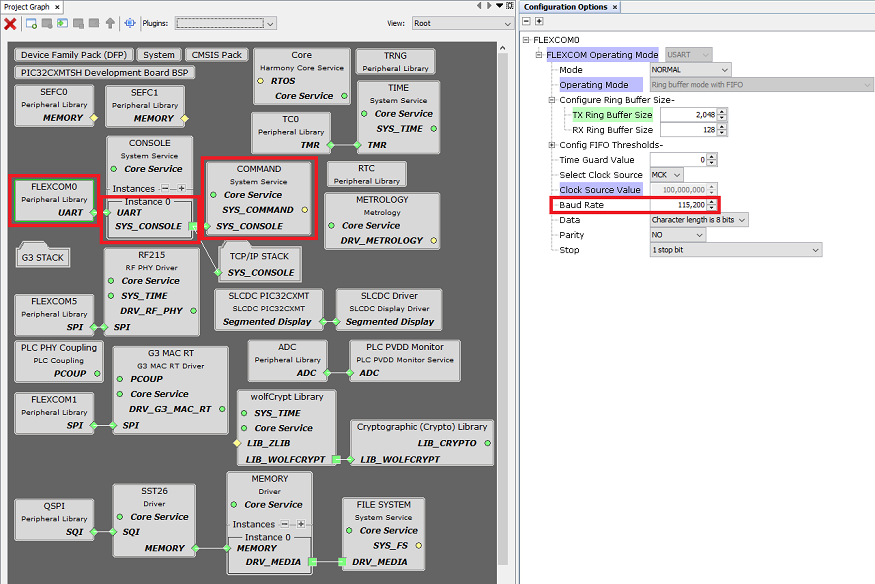 Project Graph ×
Plugins:
View: Root
Device Family Pack (DFP)
System
CMSIS Pack
PIC32CXMTSH Development Board BSP
Core
Harmony Core Service
RTOS
Core Service
TRNG
Peripheral Library
SEFC0
Peripheral Library
MEMORY
SEFC1
Peripheral Library
MEMORY
TIME
System Service
Core Service
SYS_TIME
TC0
Peripheral Library
TMR
TMR
CONSOLE
System Service
Core Service
Instances
Instance 0
UART
SYS_CONSOLE
FLEXCOM0
Peripheral Library
UART
COMMAND
System Service
Core Service
SYS_COMMAND
SYS_CONSOLE
RTC
Peripheral Library
METROLOGY
Metrology
Core Service
DRV_METROLOGY
G3 STACK
TCP/IP STACK
SYS_CONSOLE
RF215
RF PHY Driver
Core Service
SYS_TIME
DRV_RF_PHY
SPI
FLEXCOM5
Peripheral Library
SPI
SLCDC PIC32CXMT
SLCDC PIC32CXMT
Segmented Display
SLCDC Driver
SLCDC Display Driver
Segmented Display
PLC PHY Coupling
PLC Coupling
PCOUP
G3 MAC RT
G3 MAC RT Driver
PCOUP
Core Service
DRV_G3_MAC_RT
SPI
ADC
Peripheral Library
ADC
PLC PVDD Monitor
PLC PVDD Monitor Service
ADC
FLEXCOM1
Peripheral Library
SPI
wolfCrypt Library
SYS_TIME
Core Service
LIB_ZLIB
LIB_WOLFCRYPT
Cryptographic (Crypto) Library
LIB_CRYPTO
LIB_WOLFCRYPT
QSPI
Peripheral Library
SQI
SST26
Driver
Core Service
SQI
MEMORY
MEMORY
Driver
Core Service
Instances
Instance 0
MEMORY
DRV_MEDIA
FILE SYSTEM
System Service
Core Service
SYS_FS
DRV_MEDIA
Configuration Options ×
FLEXCOM0
FLEXCOM Operating Mode USART
Mode NORMAL
Operating Mode Ring buffer mode with FIFO
Configure Ring Buffer Size-
TX Ring Buffer Size 2,048
RX Ring Buffer Size 128
Config FIFO Thresholds-
Time Guard Value 0
Select Clock Source MCK
Clock Source Value 100,000,000
Baud Rate 115,200
Data Character length is 8 bits
Parity NO
Stop 1 stop bit